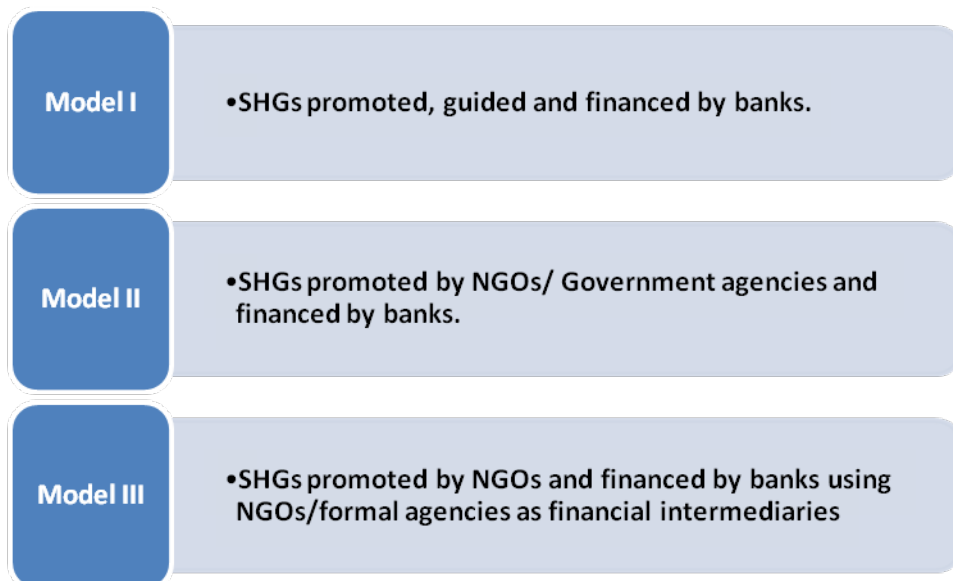 Model I
•SHGs promoted, guided and financed by banks.
Model II
•SHGs promoted by NGOs/ Government agencies and
financed by banks.
Model III
•SHGs promoted by NGOs and financed by banks using
NGOs/formal agencies as financial intermediaries